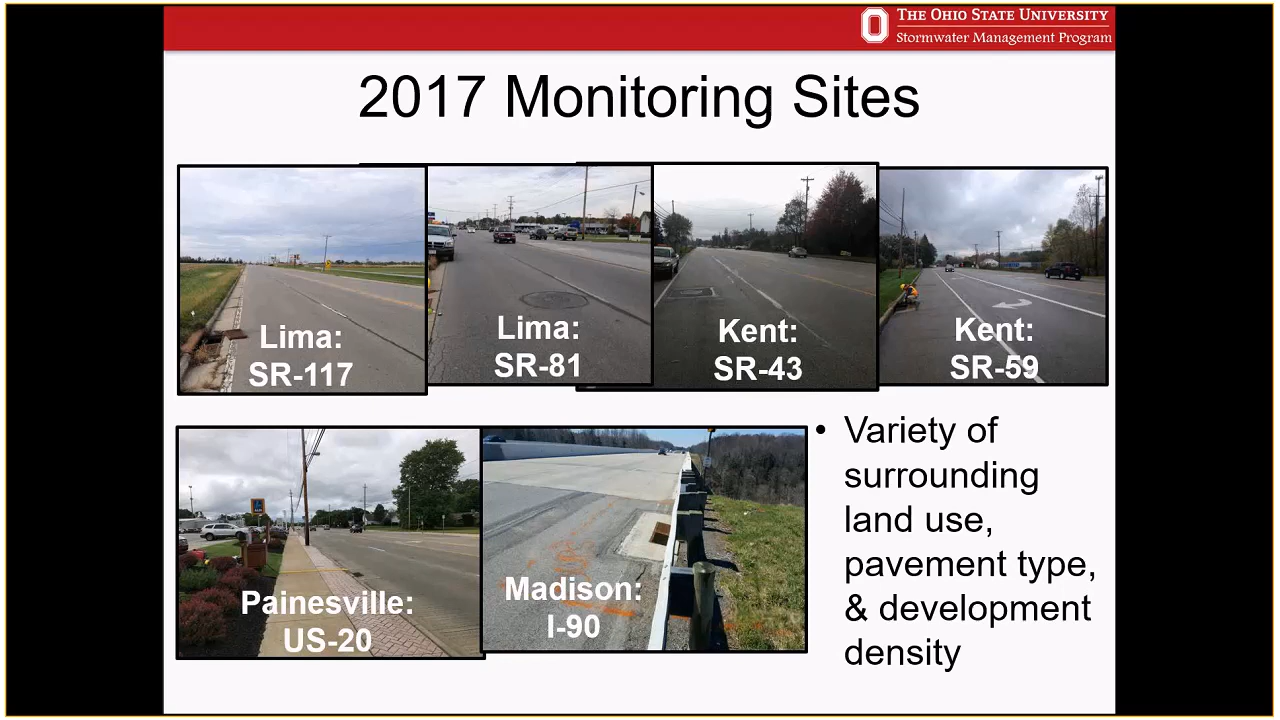 THE OHIO STATE UNIVERSITY
Stormwater Management Program
2017 Monitoring Sites
Lima:
SR-117
Lima:
SR-81
Kent:
SR-43
Kent:
SR-59
Painesville:
US-20
Madison:
I-90
• Variety of
surrounding
land use,
pavement type,
& development
density